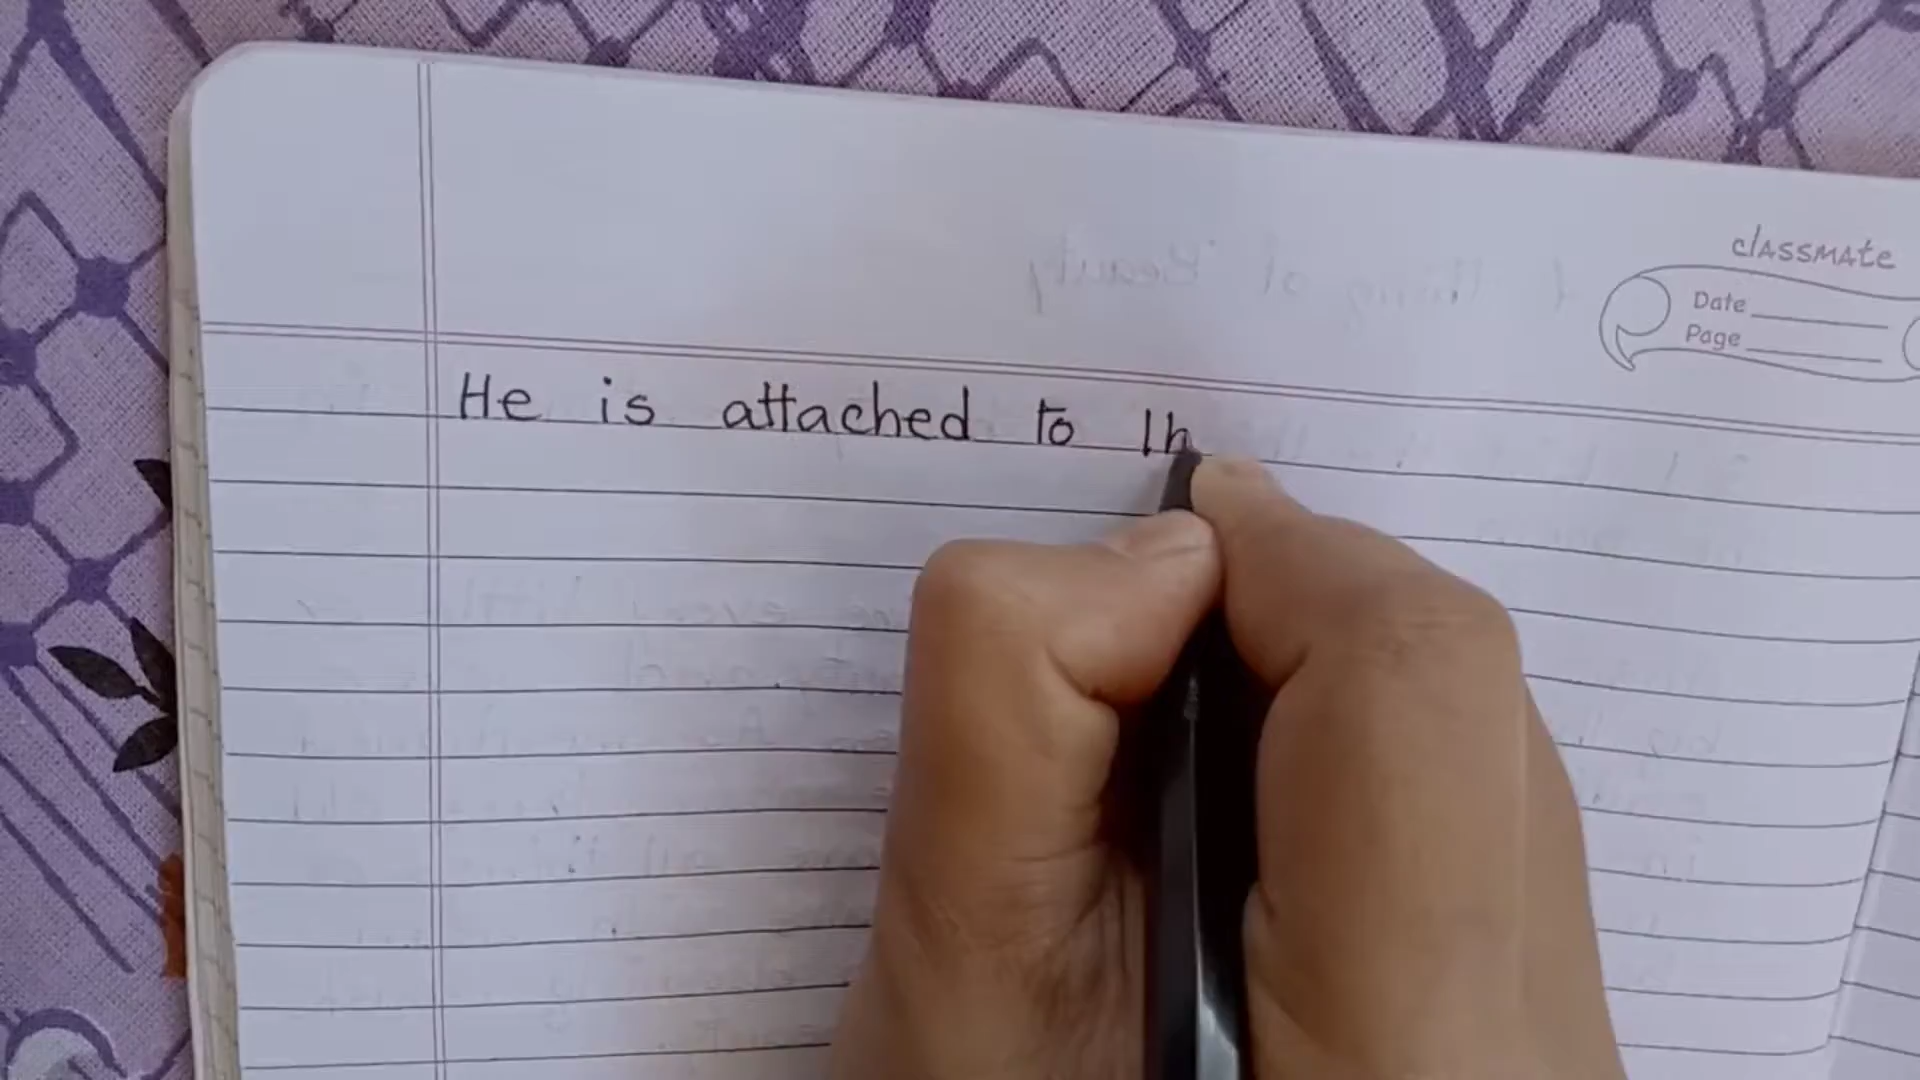 classmate
Date
Page
He is attached to th